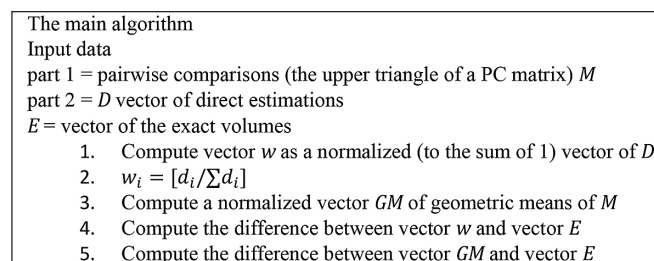 The main algorithm
Input data
part 1 = pairwise comparisons (the upper triangle of a PC matrix) M
part 2 = D vector of direct estimations
E = vector of the exact volumes
1. Compute vector w as a normalized (to the sum of 1) vector of D
2. wᵢ = [dᵢ/∑dᵢ]
3. Compute a normalized vector GM of geometric means of M
4. Compute the difference between vector w and vector E
5. Compute the difference between vector GM and vector E